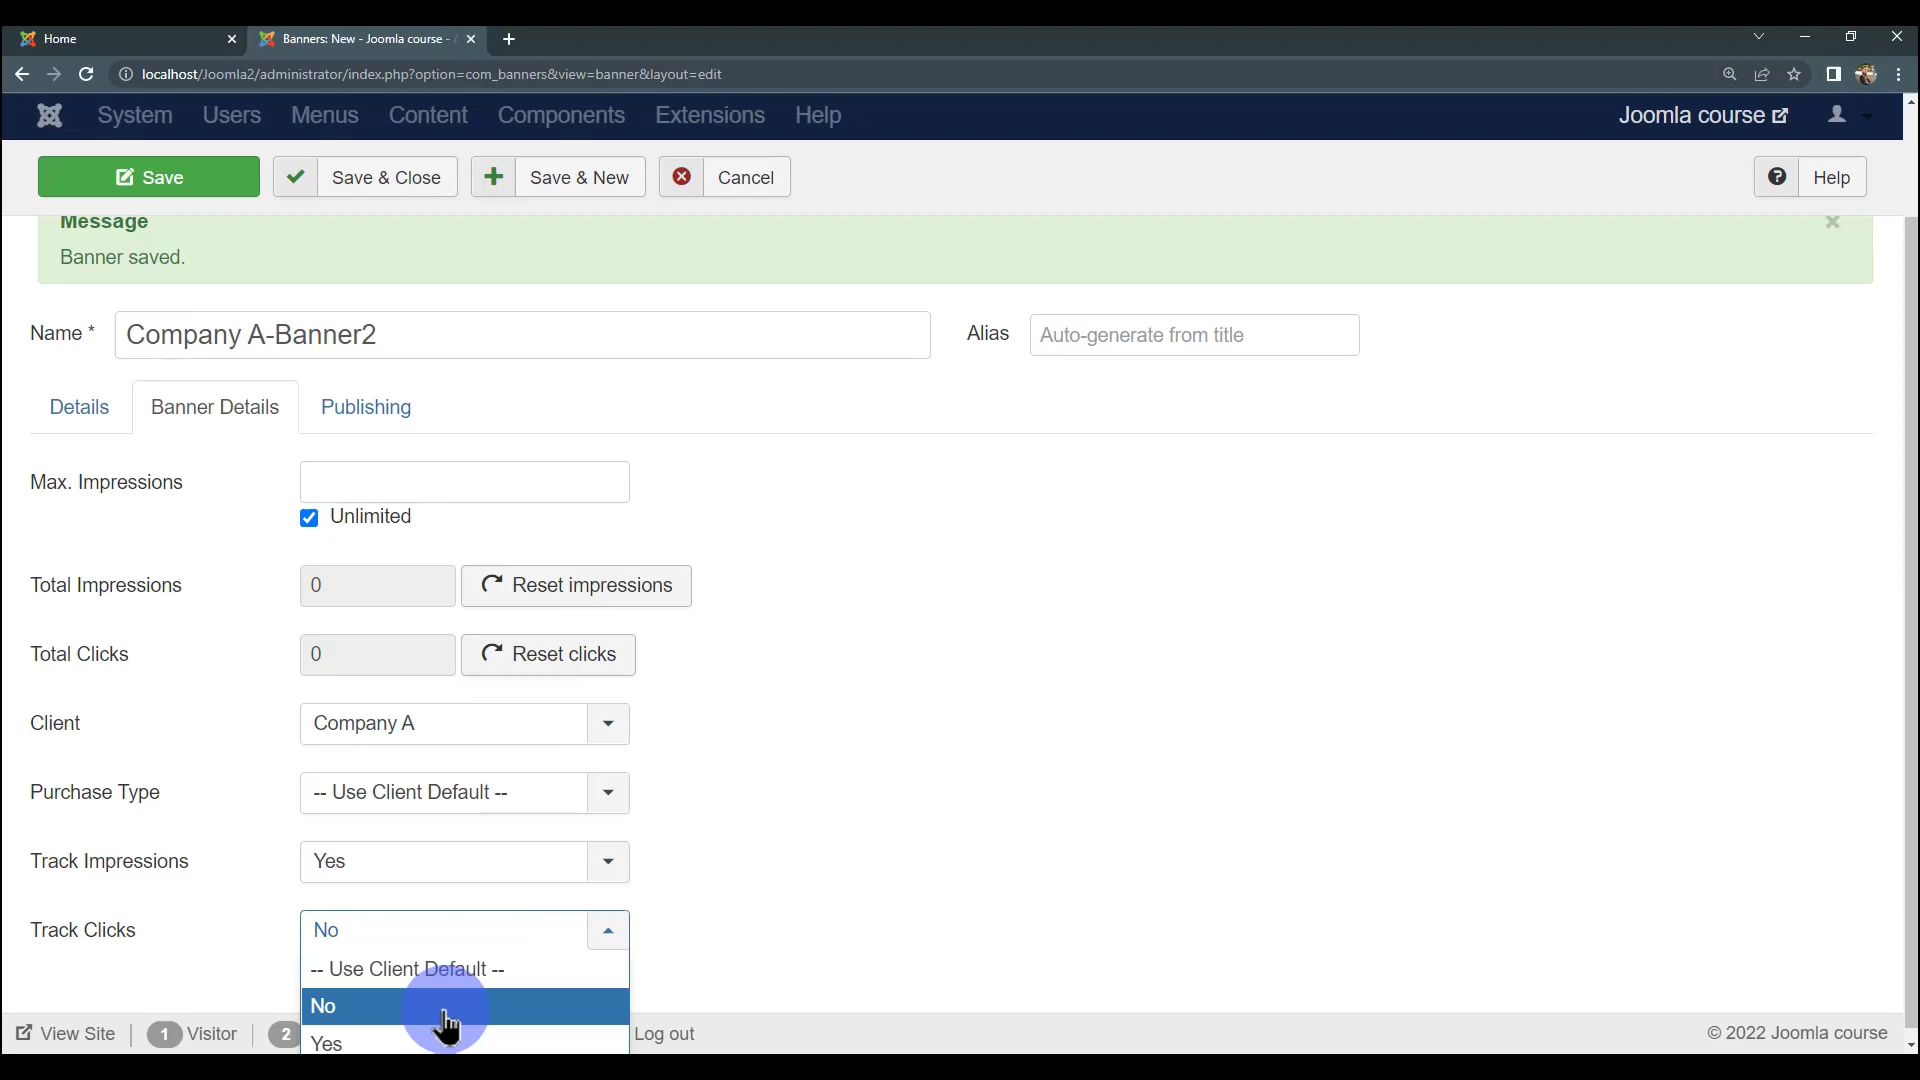 Home
Banners: New - Joomla course -
localhost/Joomla2/administrator/index.php?option=com_banners&view=banner&layout=edit
System Users Menus Content Components Extensions Help Joomla course
Save Save & Close Save & New Cancel Help
Message
Banner saved.
Name * Company A-Banner2 Alias Auto-generate from title
Details Banner Details Publishing
Max. Impressions
Unlimited
Total Impressions 0 Reset impressions
Total Clicks 0 Reset clicks
Client Company A
Purchase Type -- Use Client Default --
Track Impressions Yes
Track Clicks No
-- Use Client Default --
No
Yes
View Site 1 Visitor 2 Log out © 2022 Joomla course